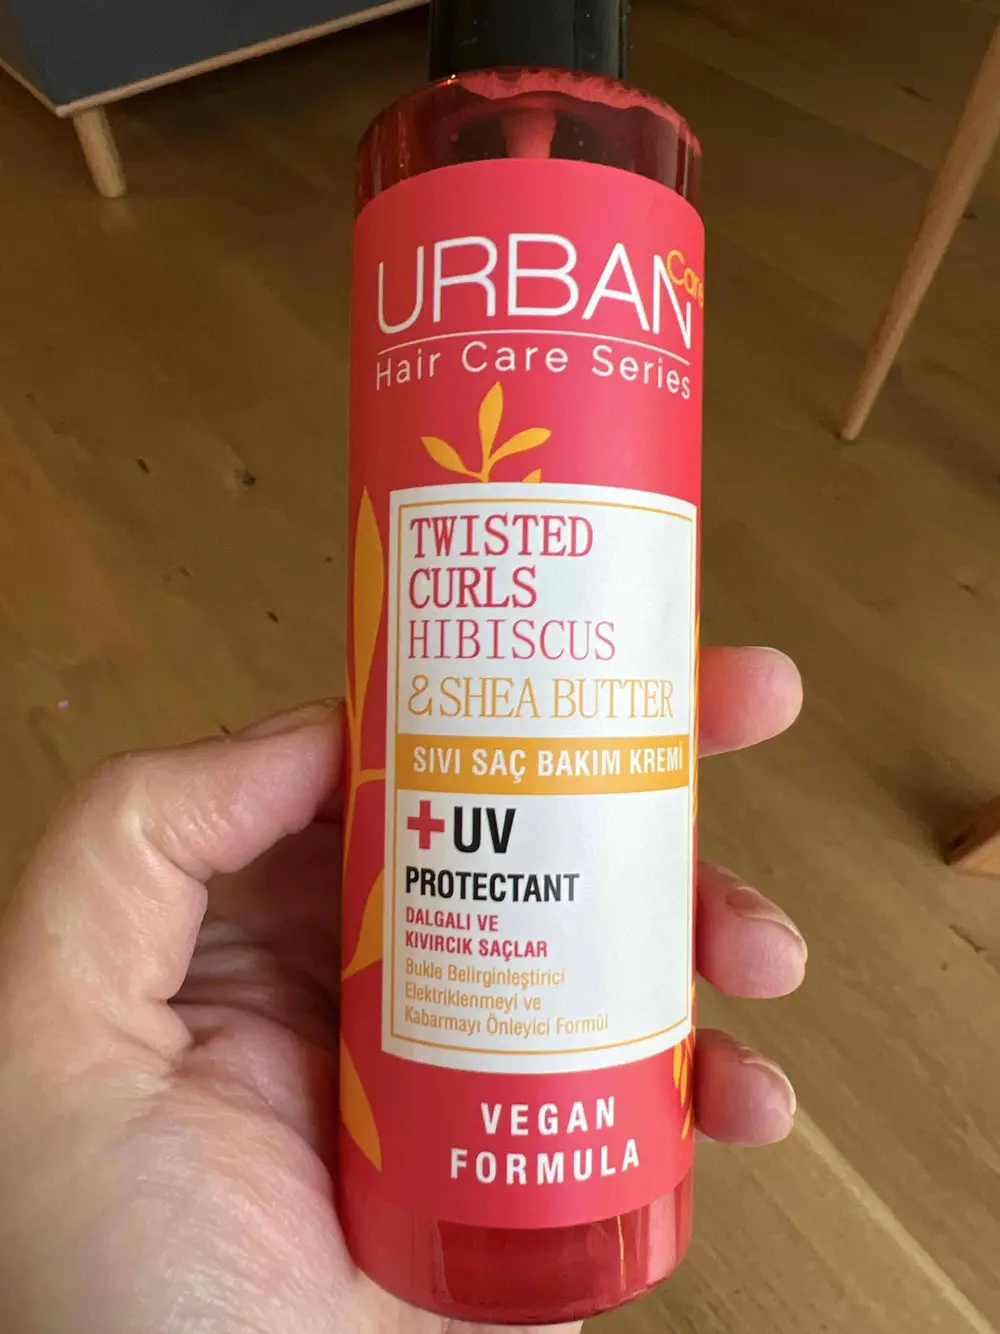 URBAN Care
Hair Care Series
TWISTED
CURLS
HIBISCUS
& SHEA BUTTER
SIVI SAÇ BAKIM KREMİ
+UV
PROTECTANT
DALGALI VE
KIVIRCIK SAÇLAR
Bukle Belirginleştirici
Elektriklenmeyi ve
Kabarmayı Önleyici Formül
VEGAN
FORMULA